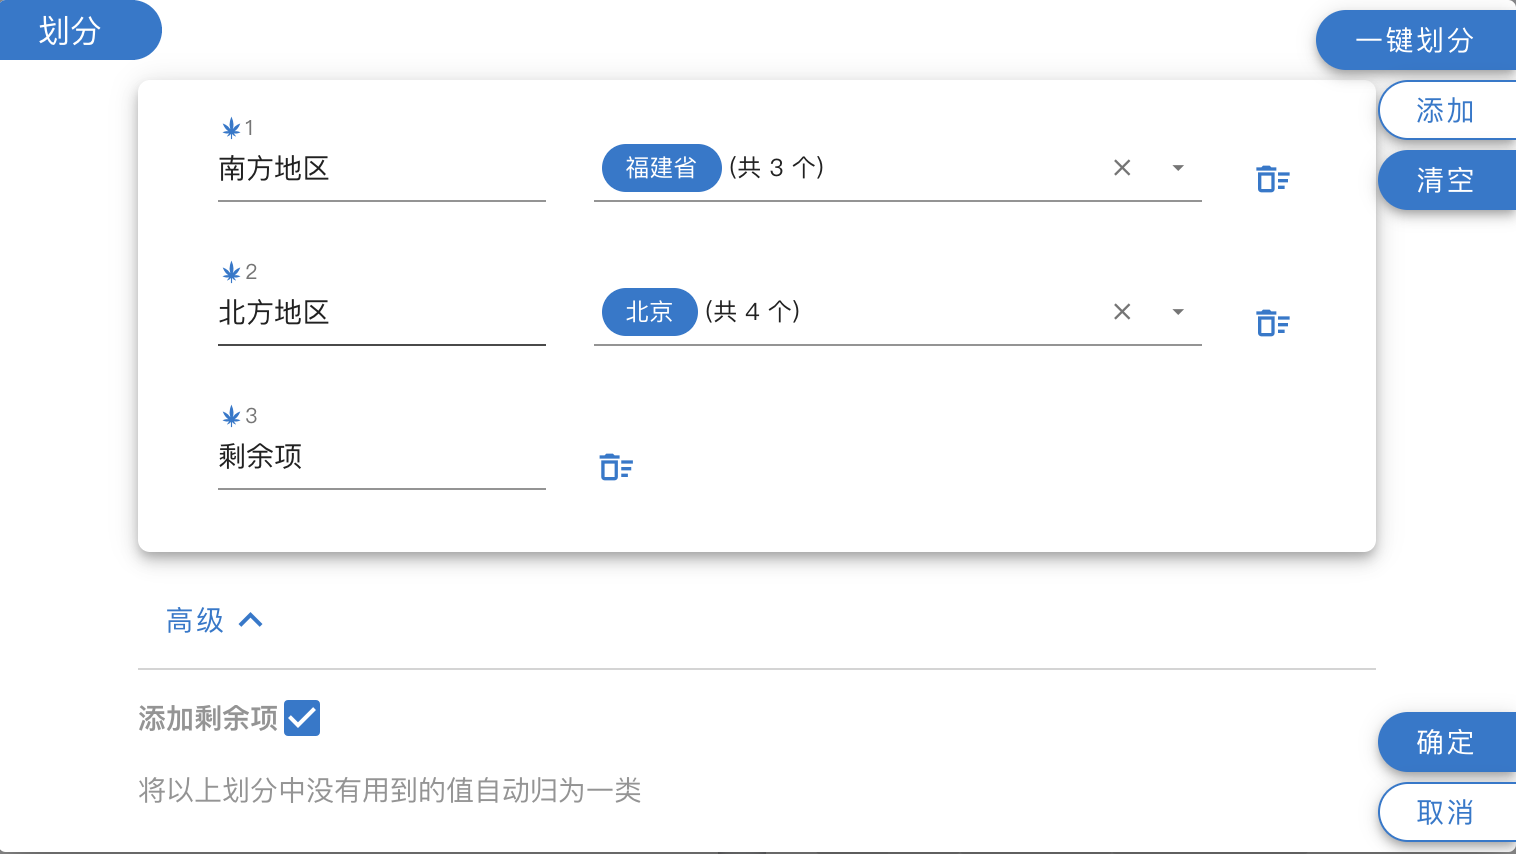 划分
一键划分
添加
清空
1
南方地区
福建省 (共 3 个)
2
北方地区
北京 (共 4 个)
3
剩余项
高级
添加剩余项
将以上划分中没有用到的值自动归为一类
确定
取消